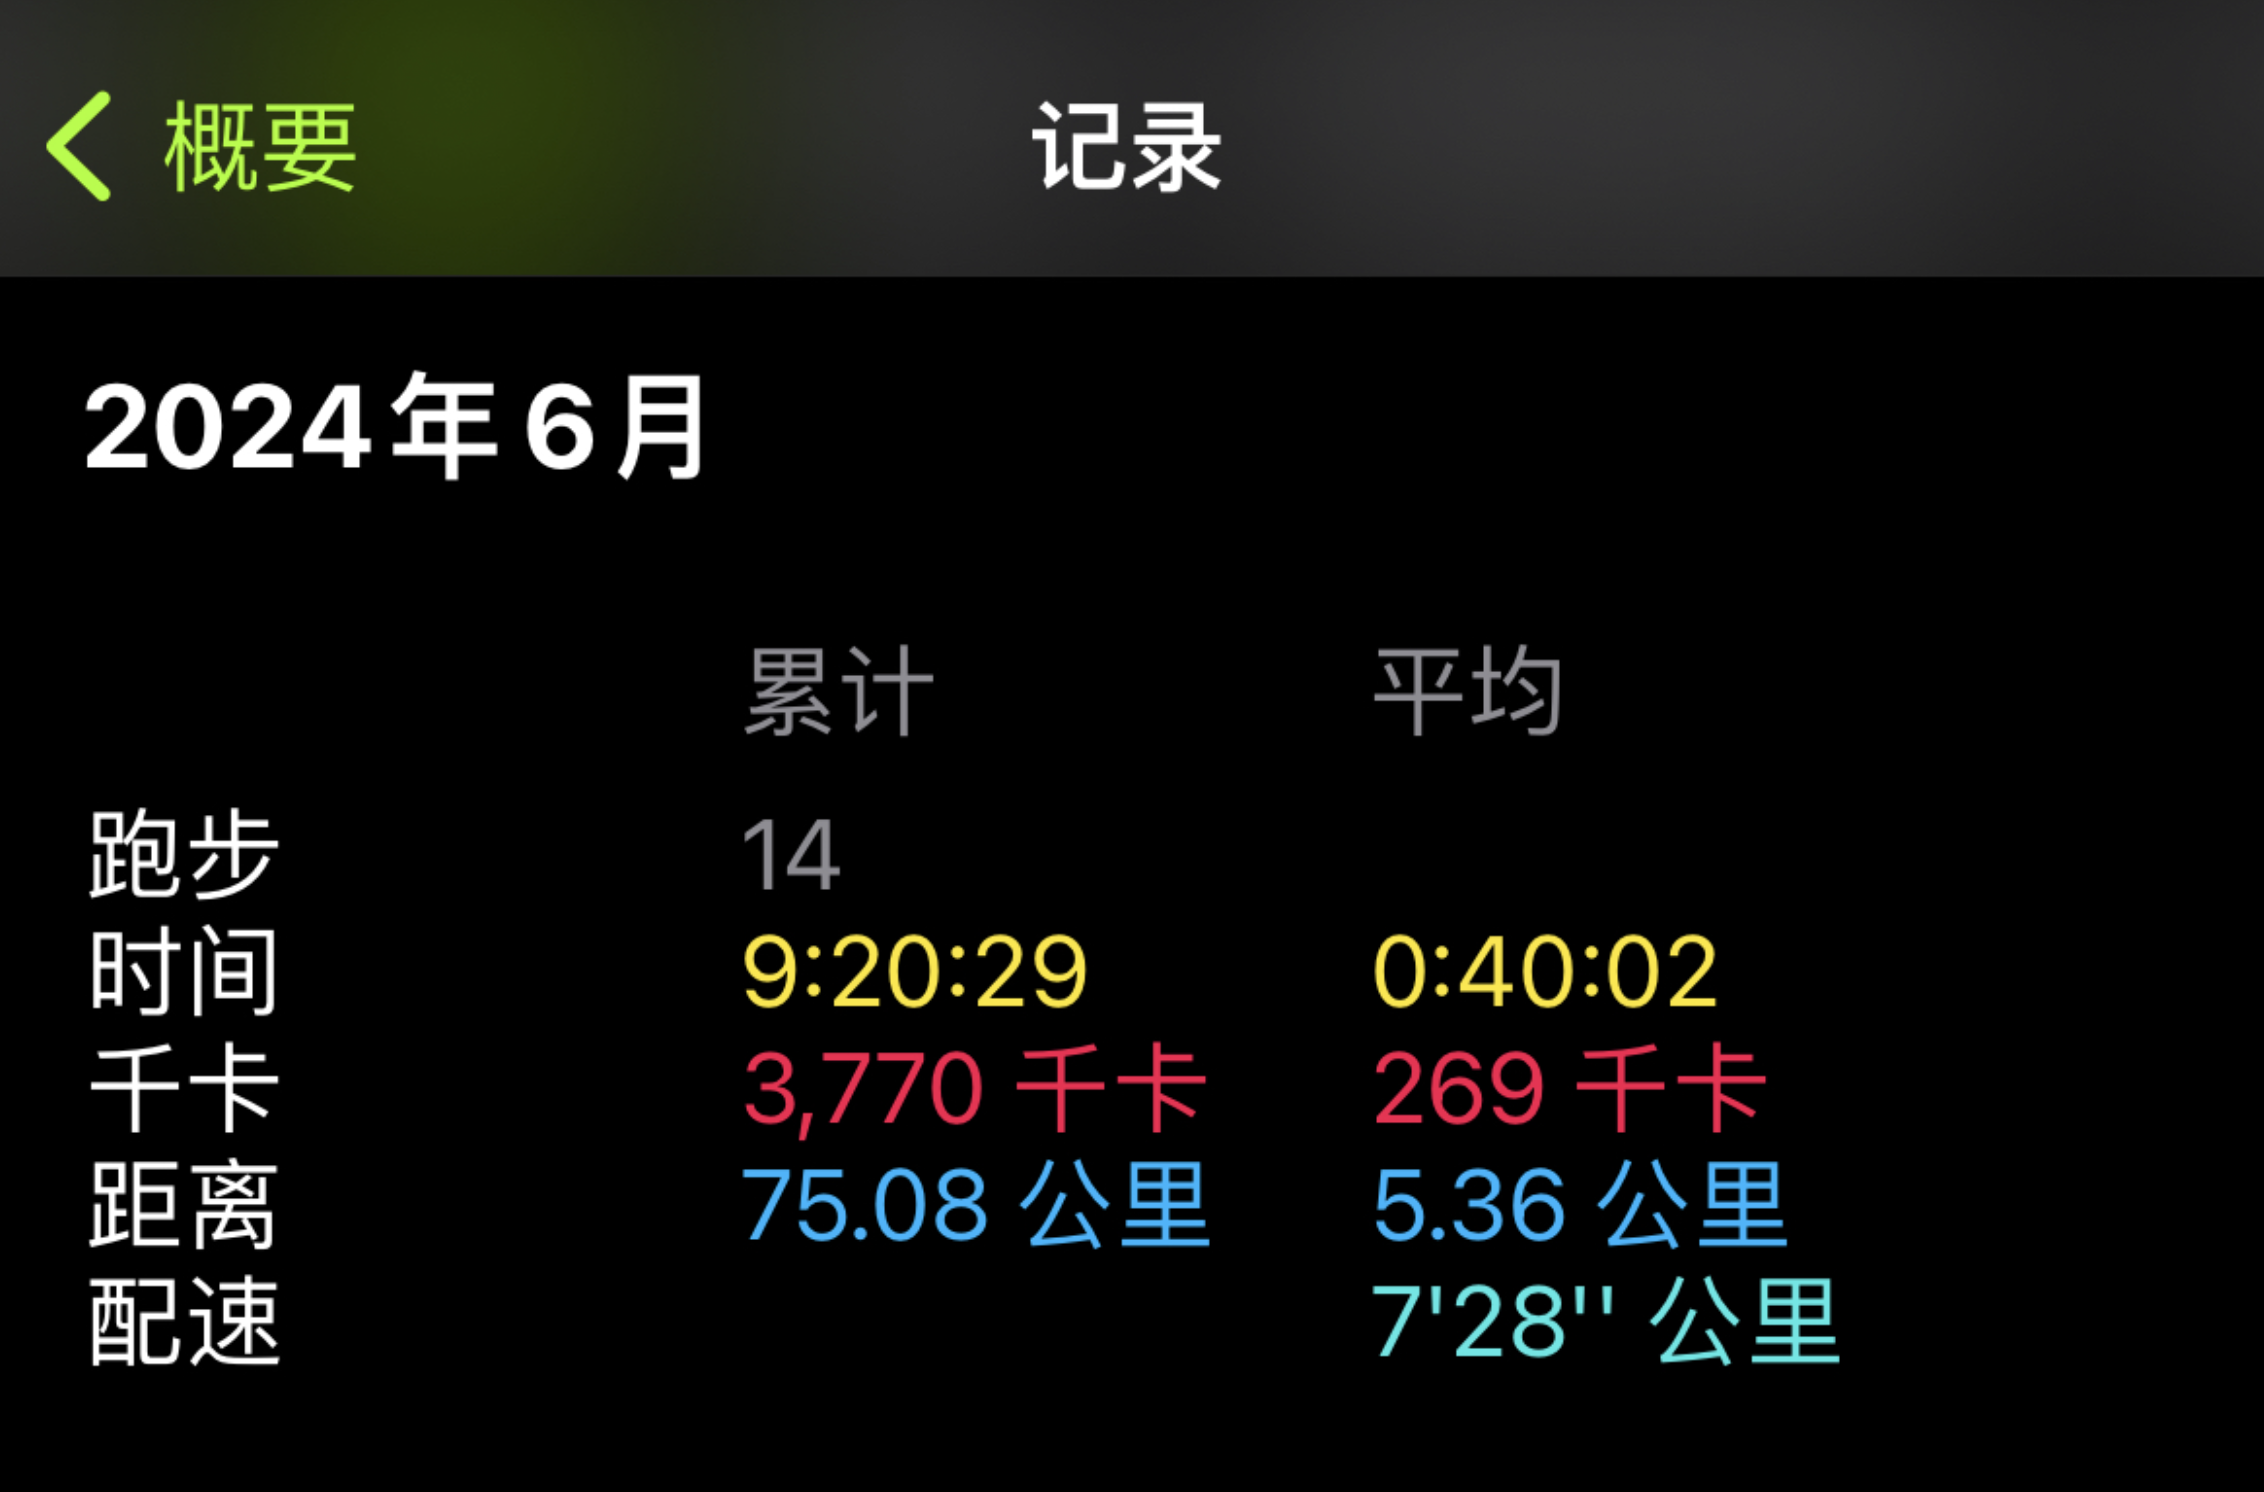 概要 记录
2024年6月
累计 平均
跑步 14
时间 9:20:29 0:40:02
千卡 3,770 千卡 269 千卡
距离 75.08 公里 5.36 公里
配速 7'28'' 公里